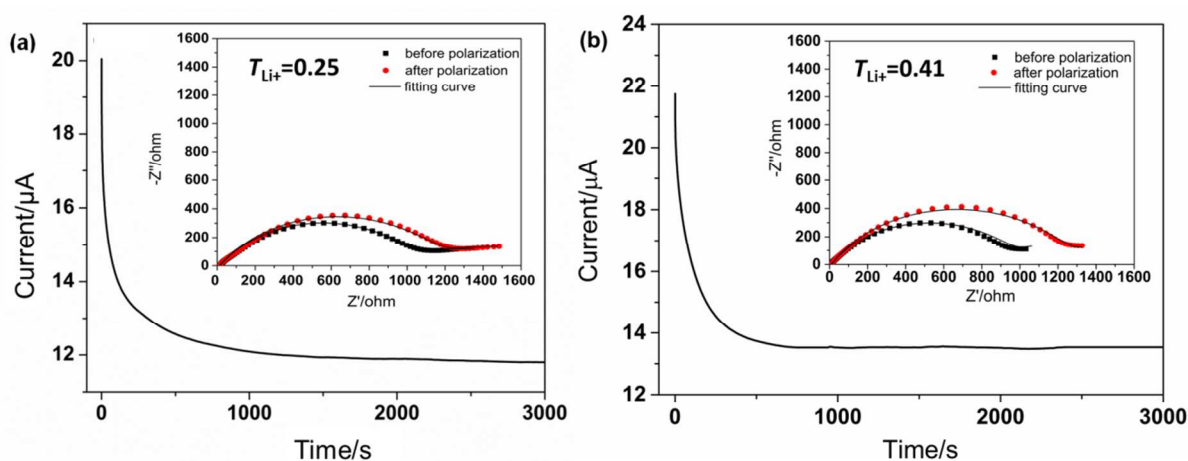 (a)
20
18
16
14
12
Current/μA
0
1000
2000
3000
Time/s
1600
1400
1200
1000
800
600
400
200
0
-Z''/ohm
0 200 400 600 800 1000 1200 1400 1600
Z'/ohm
TLi+=0.25
before polarization
after polarization
fitting curve
(b)
24
22
20
18
16
14
12
Current/μA
0
1000
2000
3000
Time/s
1600
1400
1200
1000
800
600
400
200
0
-Z''/ohm
0 200 400 600 800 1000 1200 1400 1600
Z'/ohm
TLi+=0.41
before polarization
after polarization
fitting curve